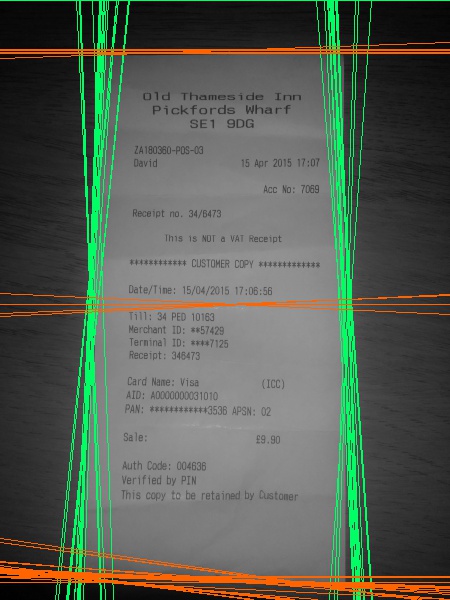 Old Thameside Inn
Pickfords Wharf
SE1 9DG
ZA180360-POS-03
David 15 Apr 2015 17:07
Acc No: 7069
Receipt no. 34/6473
This is NOT a VAT Receipt
************ CUSTOMER COPY *************
Date/Time: 15/04/2015 17:06:56
Till: 34 PED 10163
Merchant ID: **57429
Terminal ID: ****7125
Receipt: 346473
Card Name: Visa (ICC)
AID: A0000000031010
PAN: ************3536 APSN: 02
Sale: £9.90
Auth Code: 004636
Verified by PIN
This copy to be retained by Customer